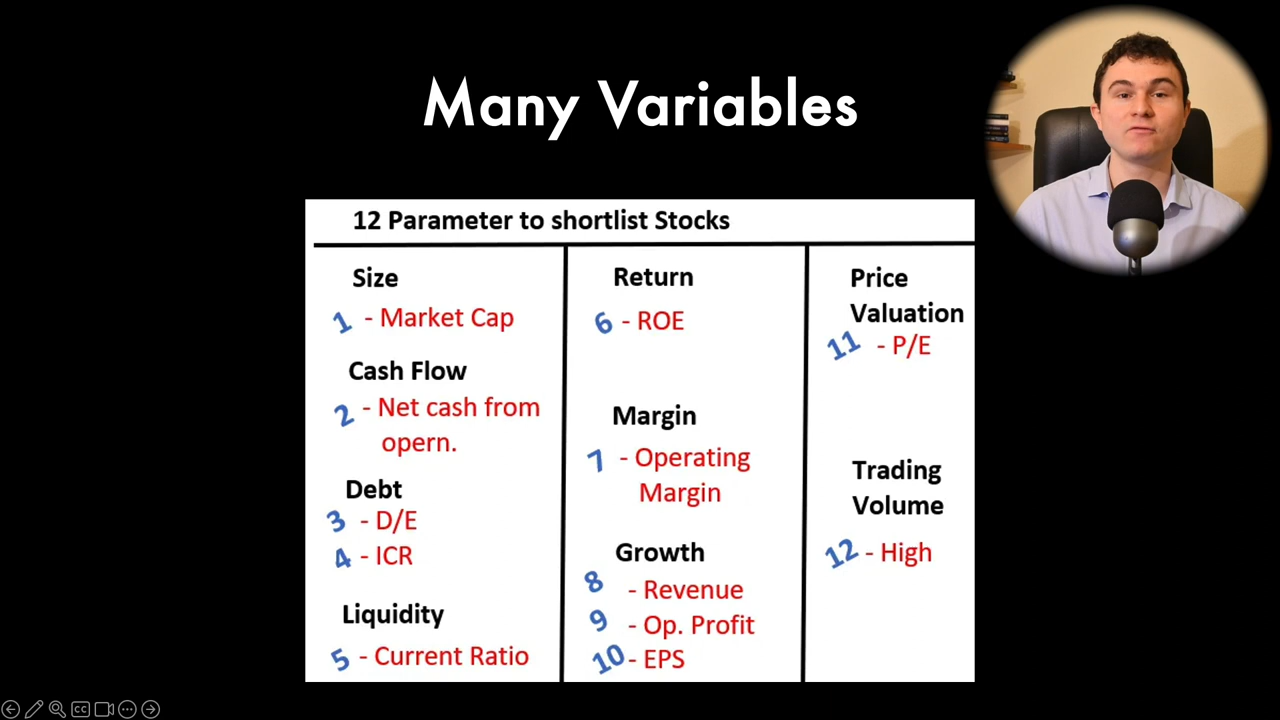 Many Variables
12 Parameter to shortlist Stocks
Size
1 - Market Cap
Cash Flow
2 - Net cash from
opern.
Debt
3 - D/E
4 - ICR
Liquidity
5 - Current Ratio
Return
6 - ROE
Margin
7 - Operating
Margin
Growth
8 - Revenue
9 - Op. Profit
10 - EPS
Price
Valuation
11 - P/E
Trading
Volume
12 - High
CC